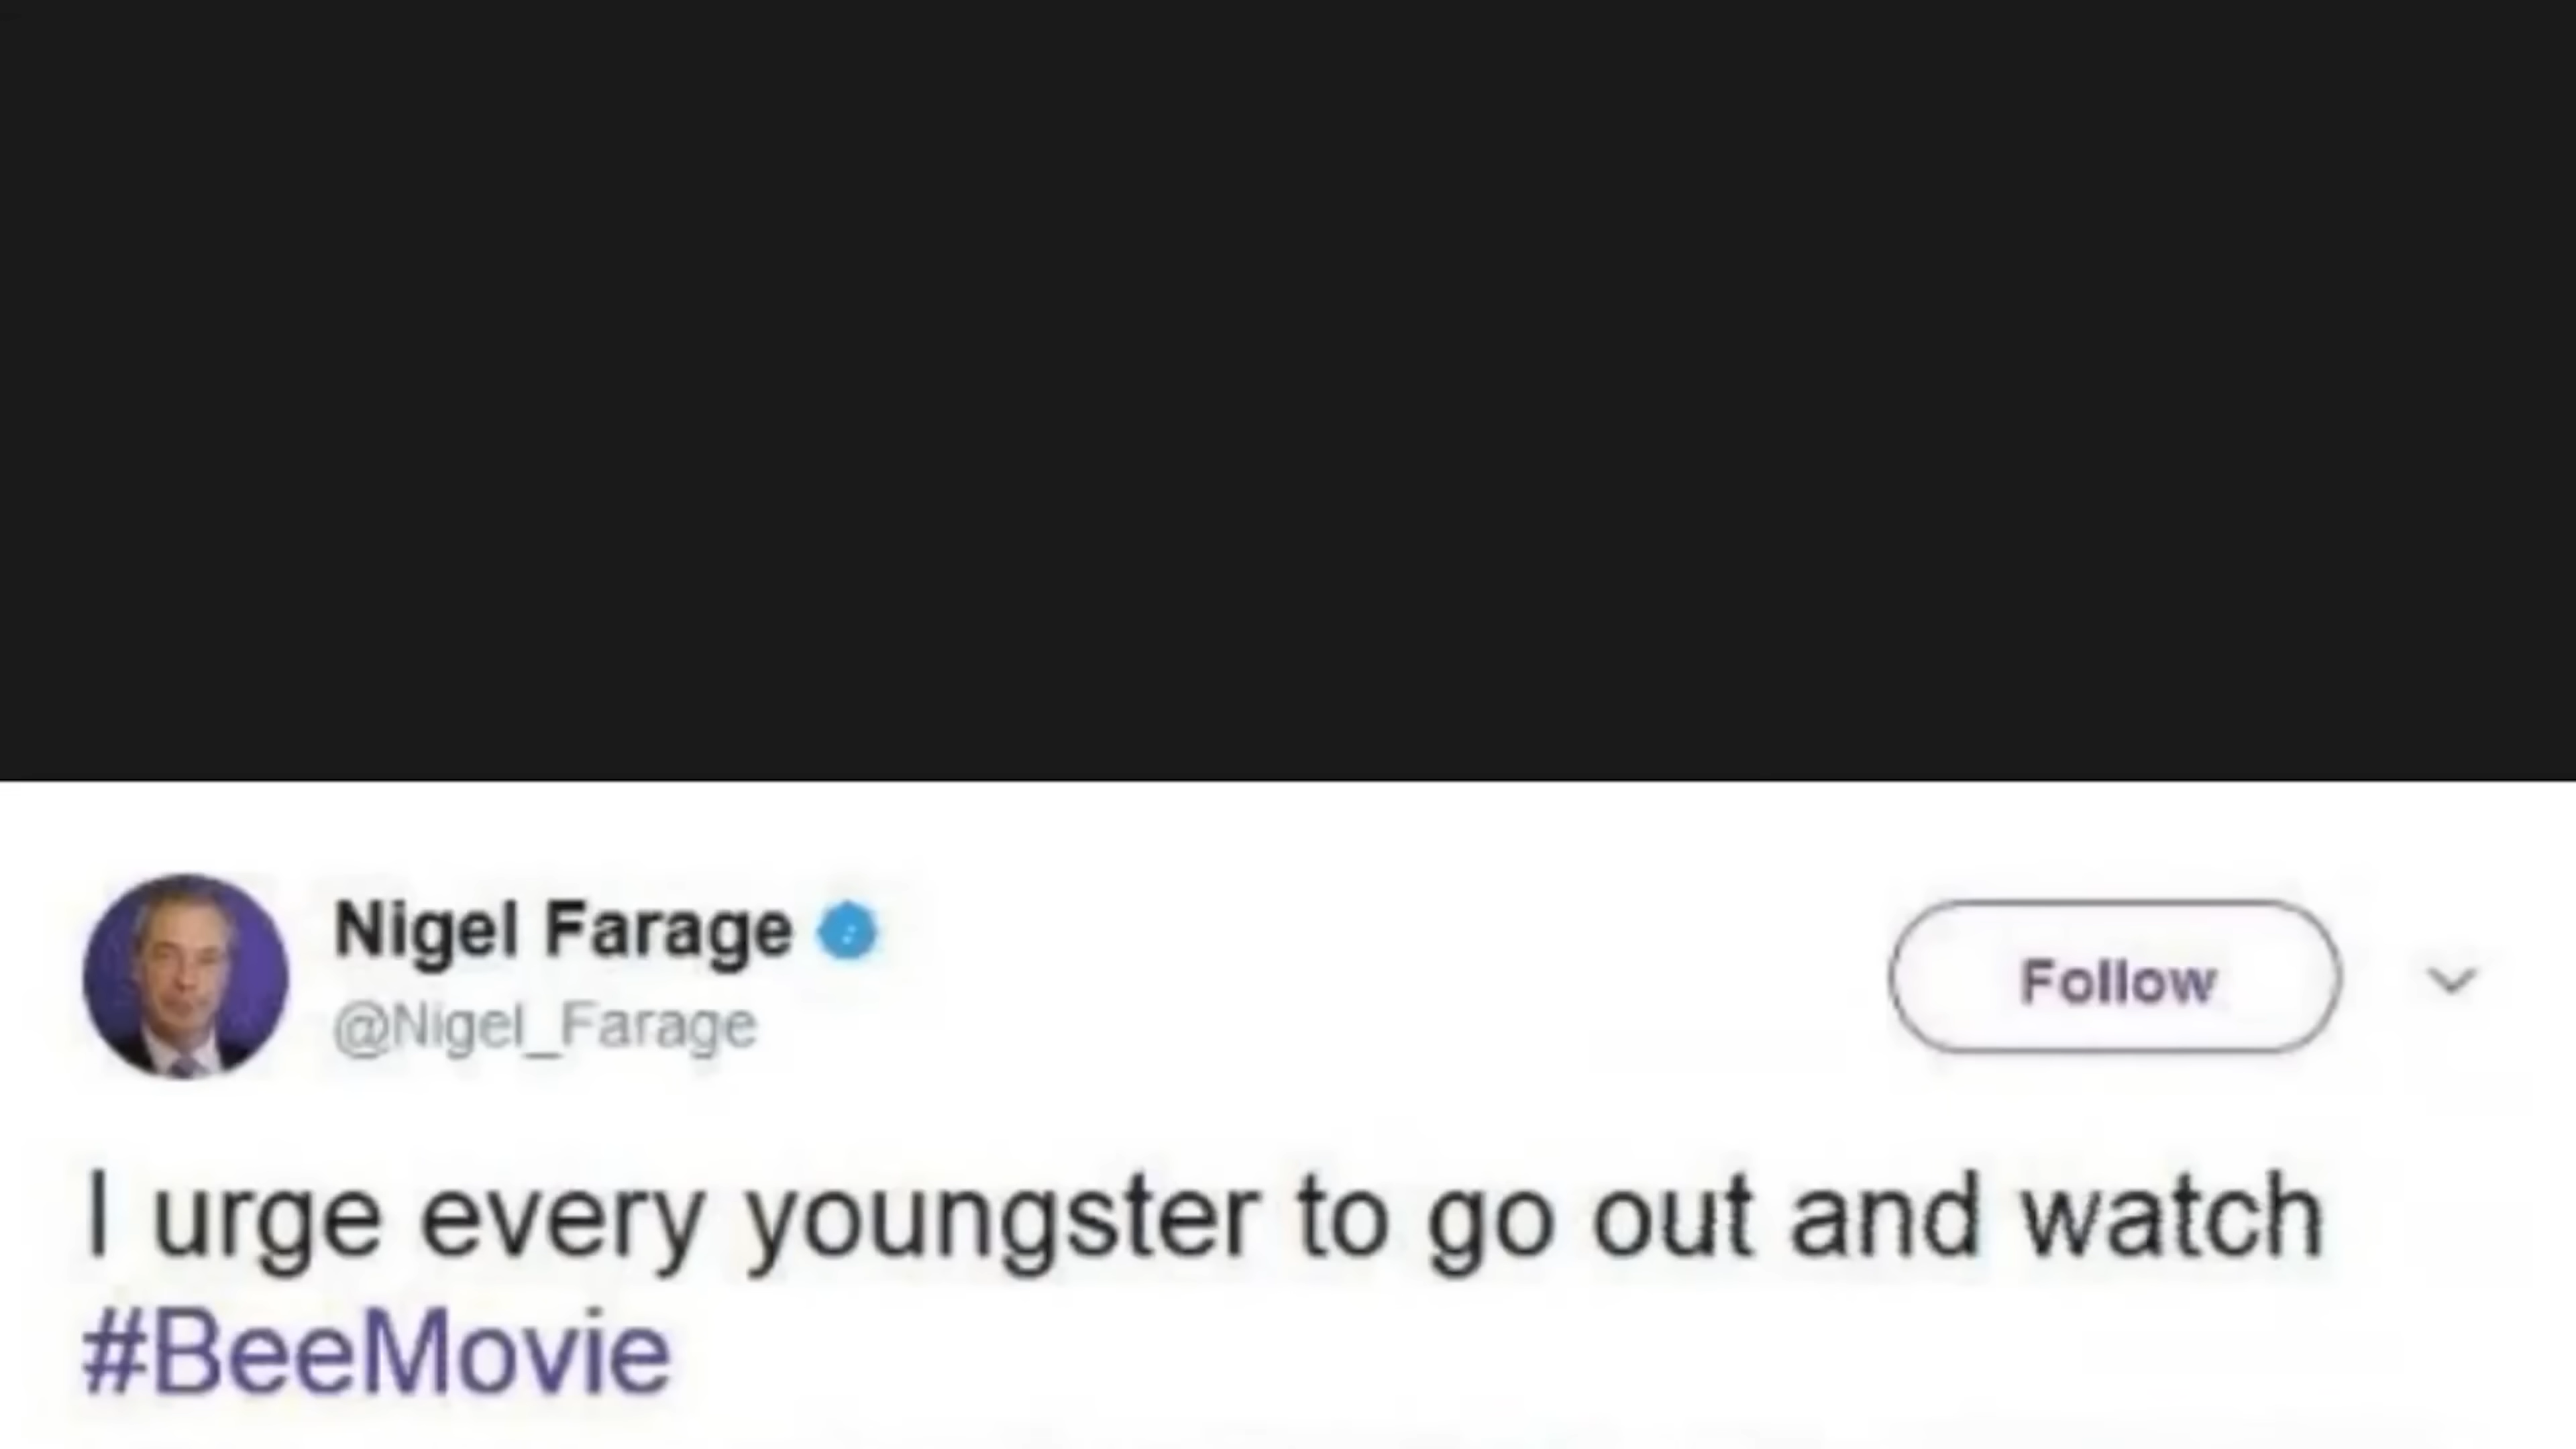 Nigel Farage
@Nigel_Farage
Follow
I urge every youngster to go out and watch
#BeeMovie